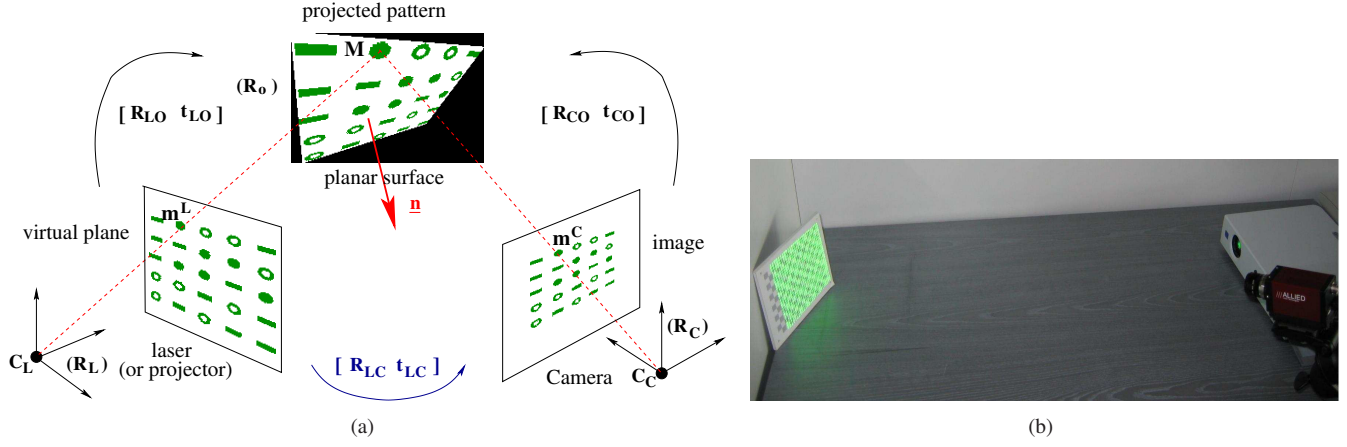 projected pattern
M
(R_o)
[ R_LO t_LO ]
[ R_CO t_CO ]
planar surface
n
m^L
virtual plane
m^C
image
C_L
(R_L)
laser
(or projector)
[ R_LC t_LC ]
(R_C)
Camera
C_C
ALLIED
(a)
(b)